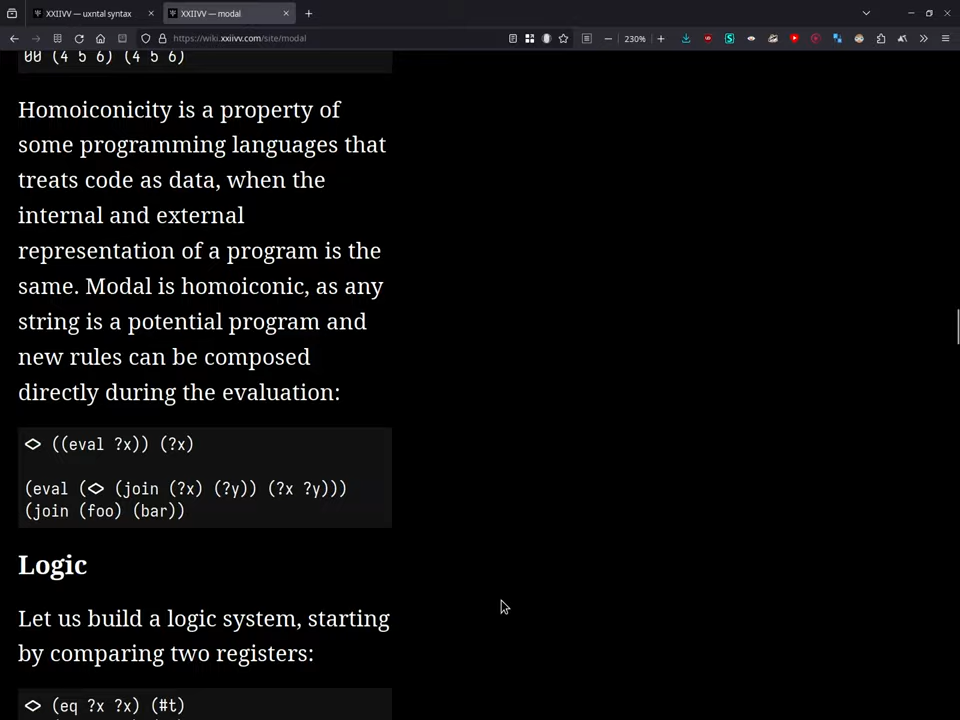 XXIIVV — uxntal syntax
XXIIVV — modal
https://wiki.xxiivv.com/site/modal
230%
00 (4 5 6) (4 5 6)
Homoiconicity is a property of
some programming languages that
treats code as data, when the
internal and external
representation of a program is the
same. Modal is homoiconic, as any
string is a potential program and
new rules can be composed
directly during the evaluation:
<> ((eval ?x)) (?x)
(eval (<> (join (?x) (?y)) (?x ?y)))
(join (foo) (bar))
Logic
Let us build a logic system, starting
by comparing two registers:
<> (eq ?x ?x) (#t)